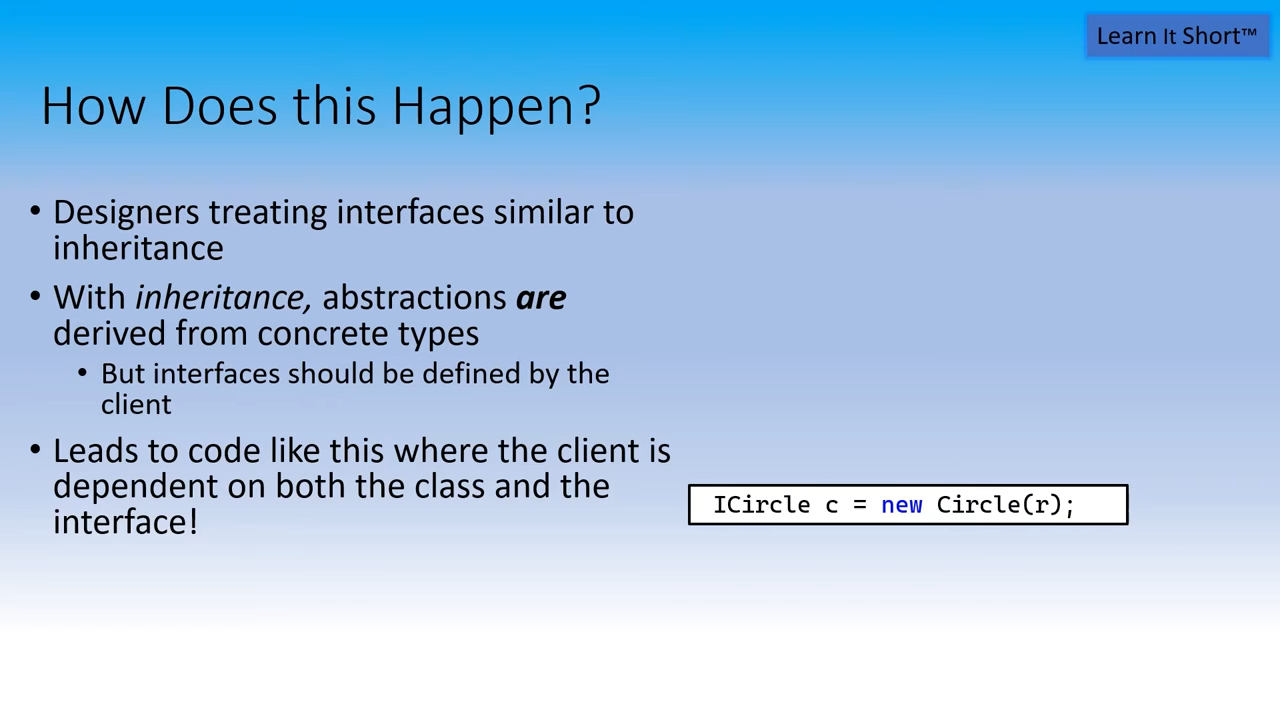 Learn It Short™
How Does this Happen?
• Designers treating interfaces similar to
inheritance
• With inheritance, abstractions are
derived from concrete types
• But interfaces should be defined by the
client
• Leads to code like this where the client is
dependent on both the class and the
interface!
ICircle c = new Circle(r);